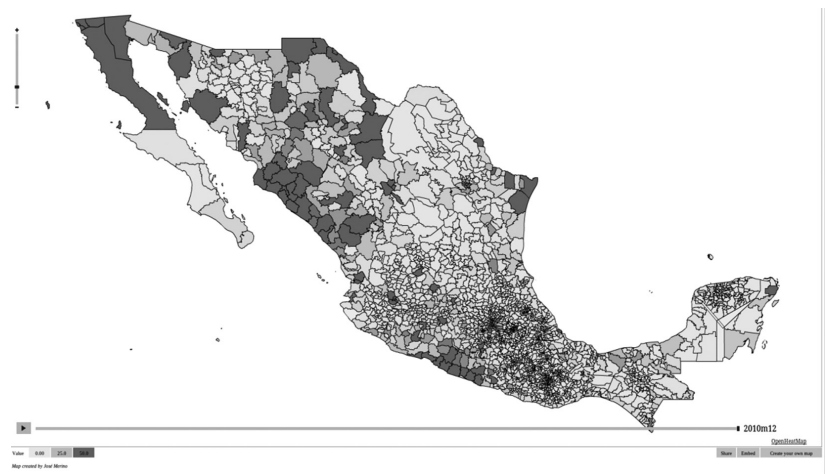 2010m12
OpenHeatMap
Value 0.00 25.0 50.0
Share Embed Create your own map
Map created by José Merino